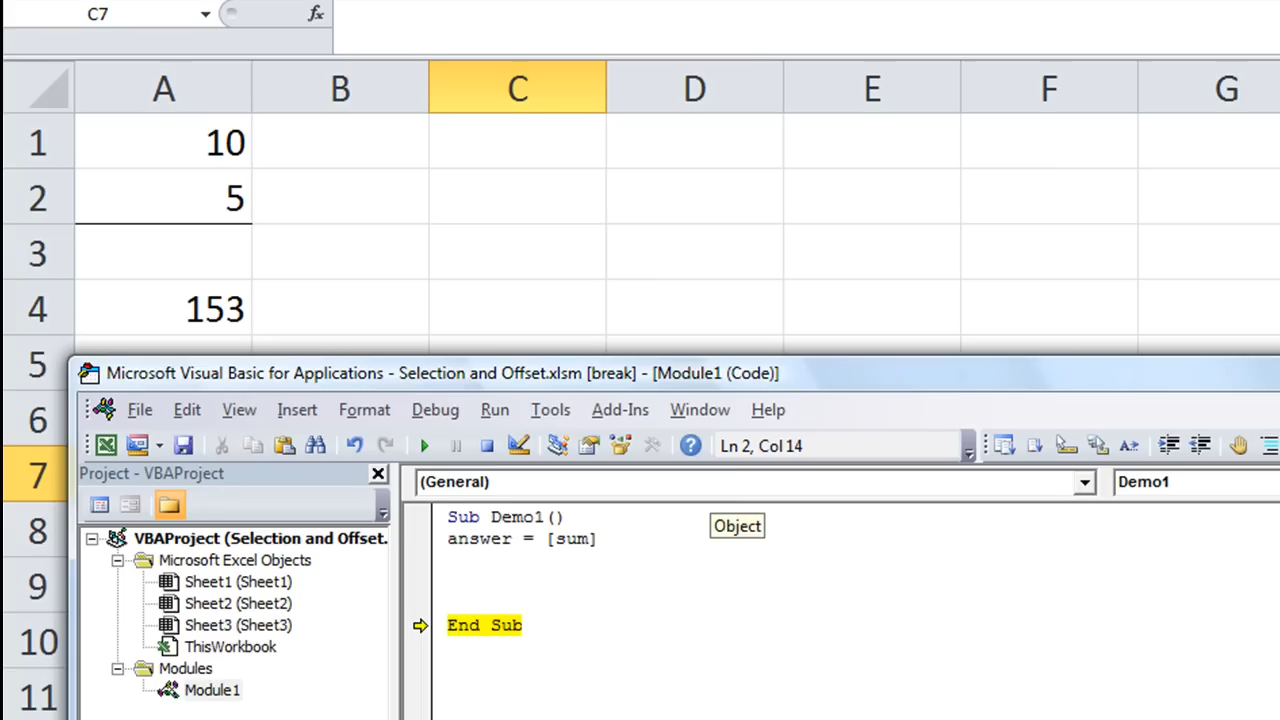 C7 fx
A B C D E F G
1 10
2 5
3
4 153
5
Microsoft Visual Basic for Applications - Selection and Offset.xlsm [break] - [Module1 (Code)]
6
File Edit View Insert Format Debug Run Tools Add-Ins Window Help
Ln 2, Col 14
7
Project - VBAProject
(General) Demo1
8
Sub Demo1()
Object
VBAProject (Selection and Offset.
answer = [sum]
Microsoft Excel Objects
9
Sheet1 (Sheet1)
Sheet2 (Sheet2)
Sheet3 (Sheet3)
End Sub
10
ThisWorkbook
Modules
11
Module1